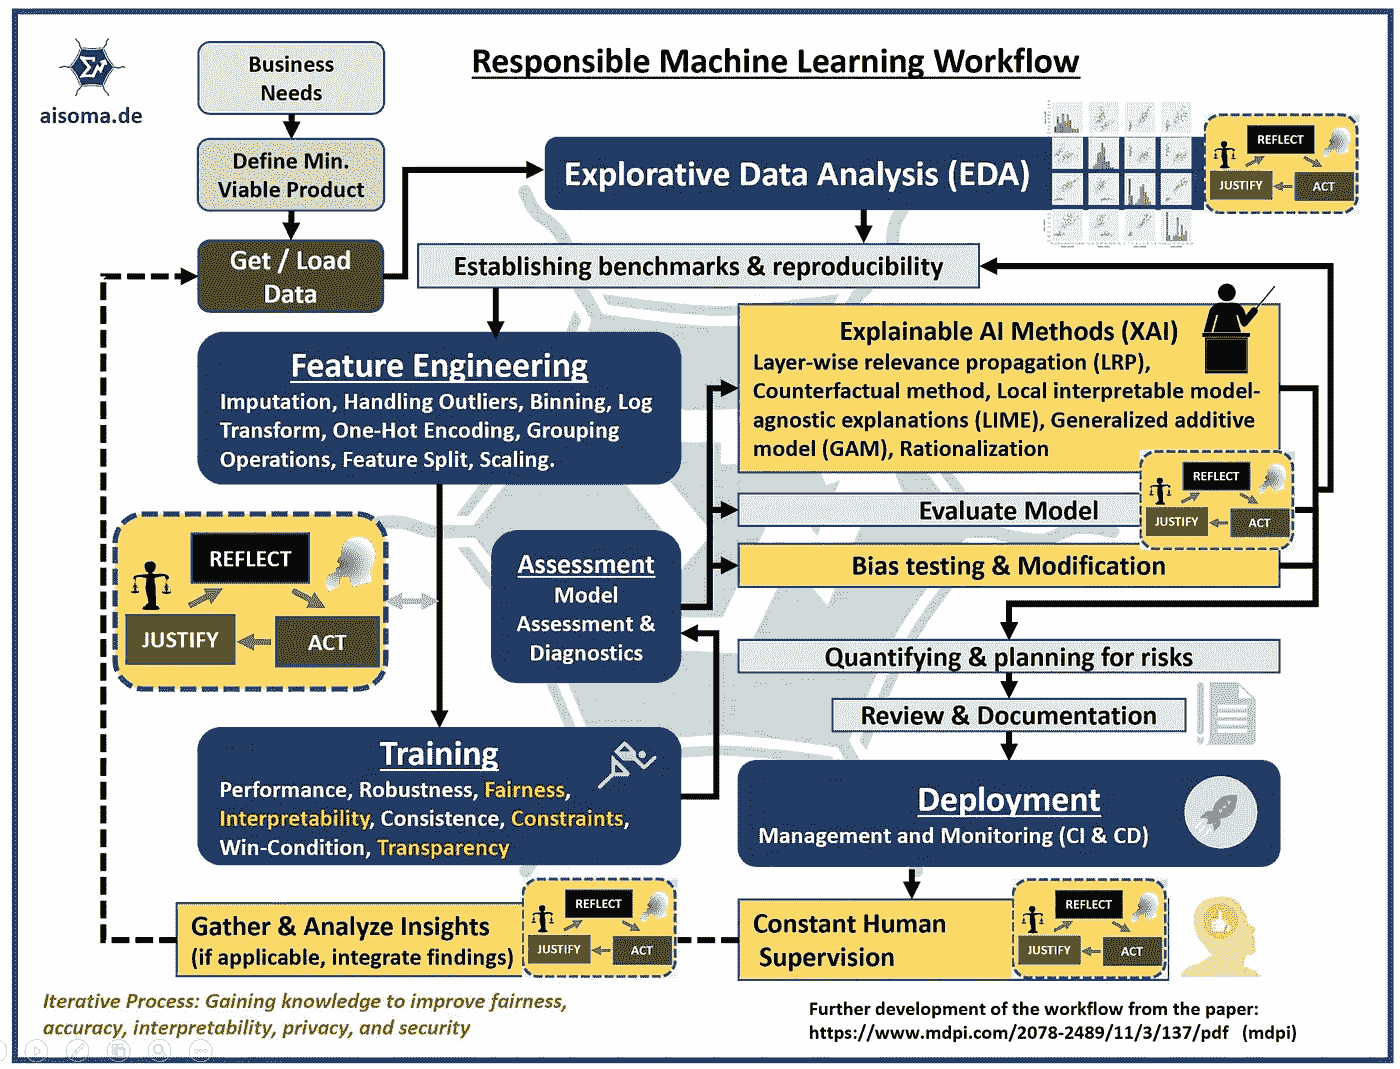 Responsible Machine Learning Workflow
aisoma.de
Business
Needs
Define Min.
Viable Product
Get / Load
Data
Explorative Data Analysis (EDA)
REFLECT
JUSTIFY
ACT
Establishing benchmarks & reproducibility
Feature Engineering
Imputation, Handling Outliers, Binning, Log
Transform, One-Hot Encoding, Grouping
Operations, Feature Split, Scaling.
Explainable AI Methods (XAI)
Layer-wise relevance propagation (LRP),
Counterfactual method, Local interpretable model-
agnostic explanations (LIME), Generalized additive
model (GAM), Rationalization
REFLECT
JUSTIFY
ACT
Evaluate Model
Bias testing & Modification
REFLECT
JUSTIFY
ACT
Assessment
Model
Assessment &
Diagnostics
Quantifying & planning for risks
Review & Documentation
Training
Performance, Robustness, Fairness,
Interpretability, Consistence, Constraints,
Win-Condition, Transparency
Deployment
Management and Monitoring (CI & CD)
Gather & Analyze Insights
(if applicable, integrate findings)
REFLECT
JUSTIFY
ACT
Constant Human
Supervision
REFLECT
JUSTIFY
ACT
Iterative Process: Gaining knowledge to improve fairness,
accuracy, interpretability, privacy, and security
Further development of the workflow from the paper:
https://www.mdpi.com/2078-2489/11/3/137/pdf (mdpi)